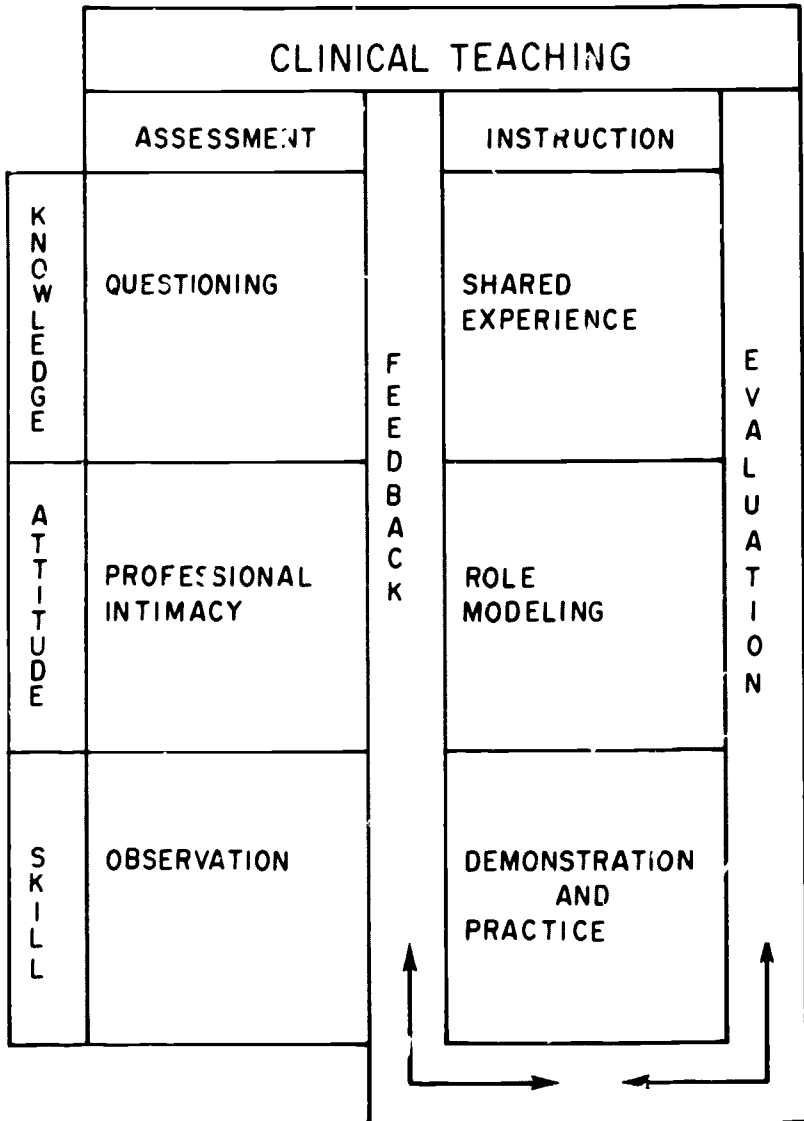 CLINICAL TEACHING
ASSESSMENT
INSTRUCTION
KNOWLEDGE
QUESTIONING
SHARED
EXPERIENCE
FEEDBACK
EVALUATION
ATTITUDE
PROFESSIONAL
INTIMACY
ROLE
MODELING
SKILL
OBSERVATION
DEMONSTRATION
AND
PRACTICE